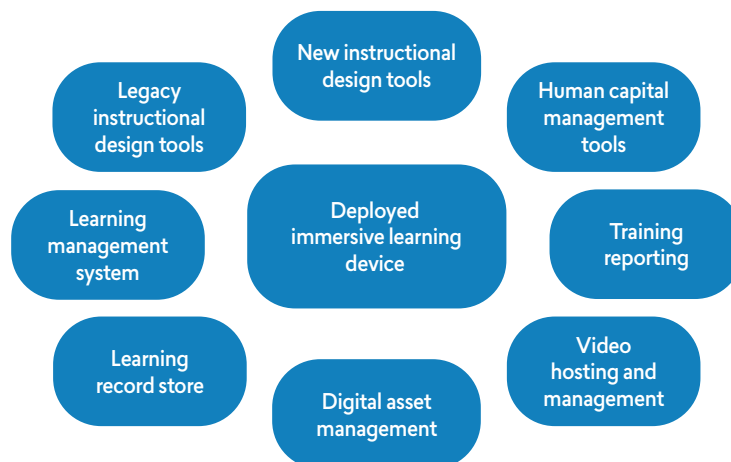 New instructional
design tools
Legacy
instructional
design tools
Human capital
management
tools
Learning
management
system
Deployed
immersive learning
device
Training
reporting
Learning
record store
Digital asset
management
Video
hosting and
management